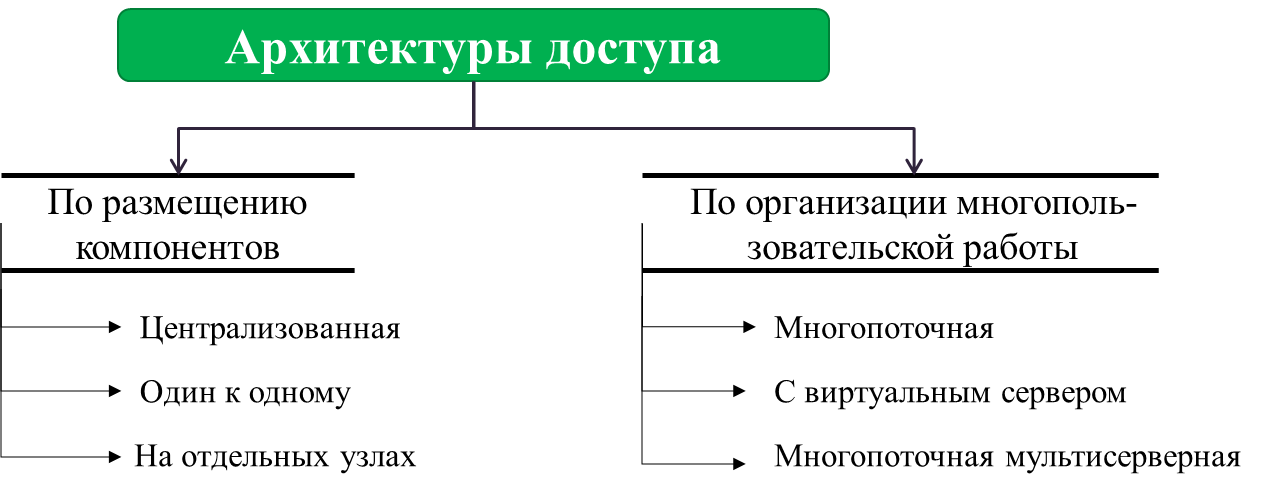 Архитектуры доступа
По размещению
компонентов
Централизованная
Один к одному
На отдельных узлах
По организации многополь-
зовательской работы
Многопоточная
С виртуальным сервером
Многопоточная мультисерверная